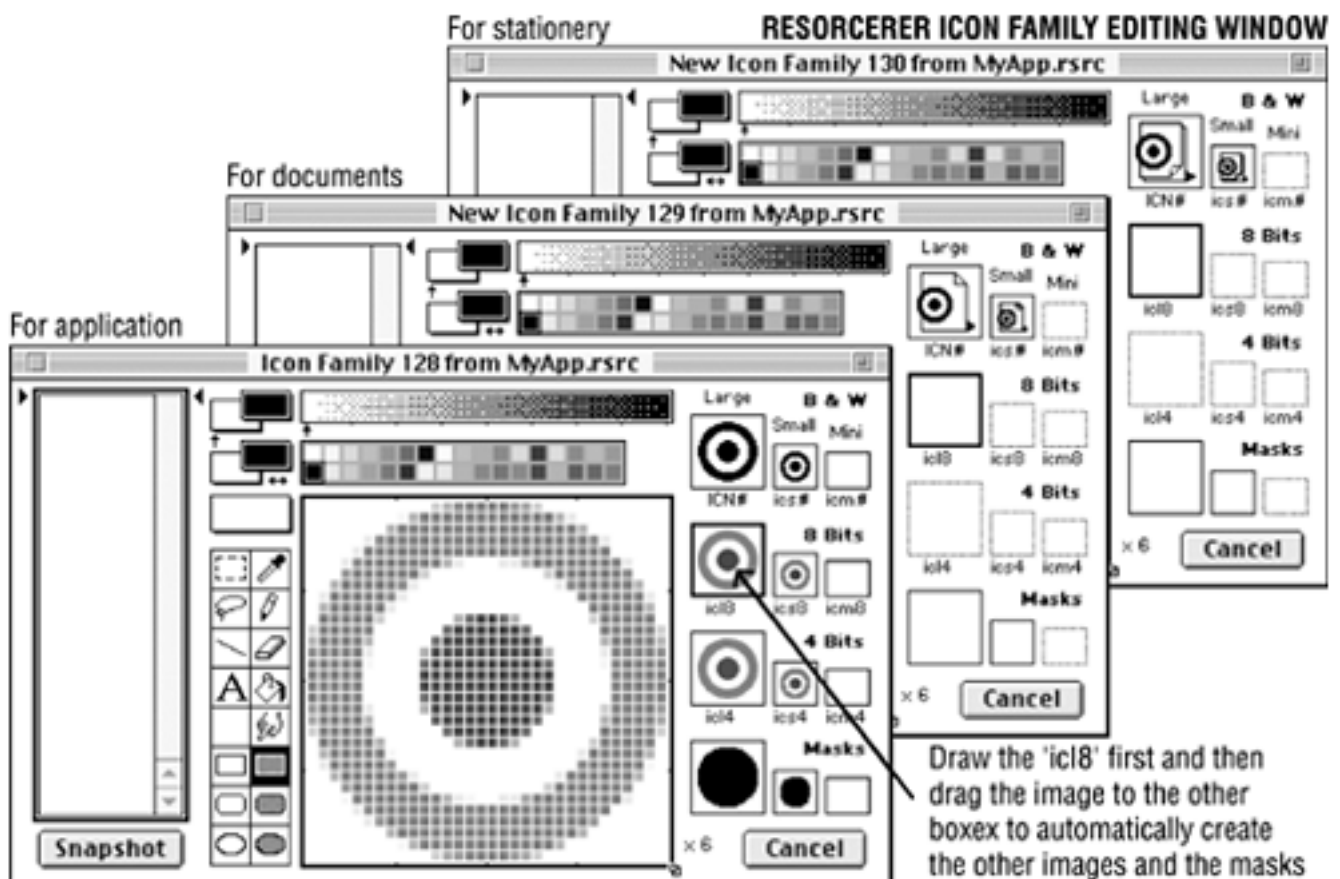 For stationery
RESORCERER ICON FAMILY EDITING WINDOW
New Icon Family 130 from MyApp.rsrc
Large B & W
Small Mini
ICN# ics# icm#
8 Bits
icl8 ics8 icm8
4 Bits
icl4 ics4 icm4
Masks
× 6 Cancel
For documents
New Icon Family 129 from MyApp.rsrc
Large B & W
Small Mini
ICN# ics# icm#
8 Bits
icl8 ics8 icm8
4 Bits
icl4 ics4 icm4
Masks
× 6 Cancel
For application
Icon Family 128 from MyApp.rsrc
Large B & W
Small Mini
ICN# ics# icm#
8 Bits
icl8 ics8 icm8
4 Bits
icl4 ics4 icm4
Masks
A
Snapshot
× 6 Cancel
Draw the 'icl8' first and then
drag the image to the other
boxex to automatically create
the other images and the masks